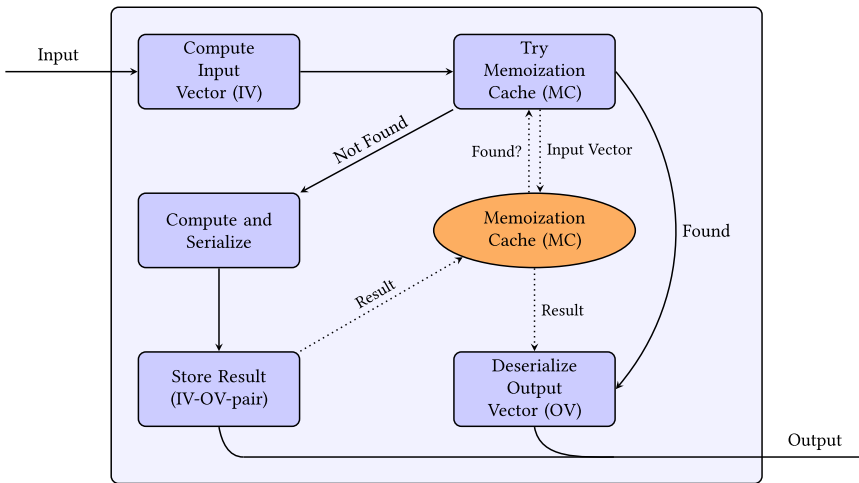 Input
Compute
Input
Vector (IV)
Try
Memoization
Cache (MC)
Not Found
Found?
Input Vector
Compute and
Serialize
Memoization
Cache (MC)
Found
Result
Result
Store Result
(IV-OV-pair)
Deserialize
Output
Vector (OV)
Output